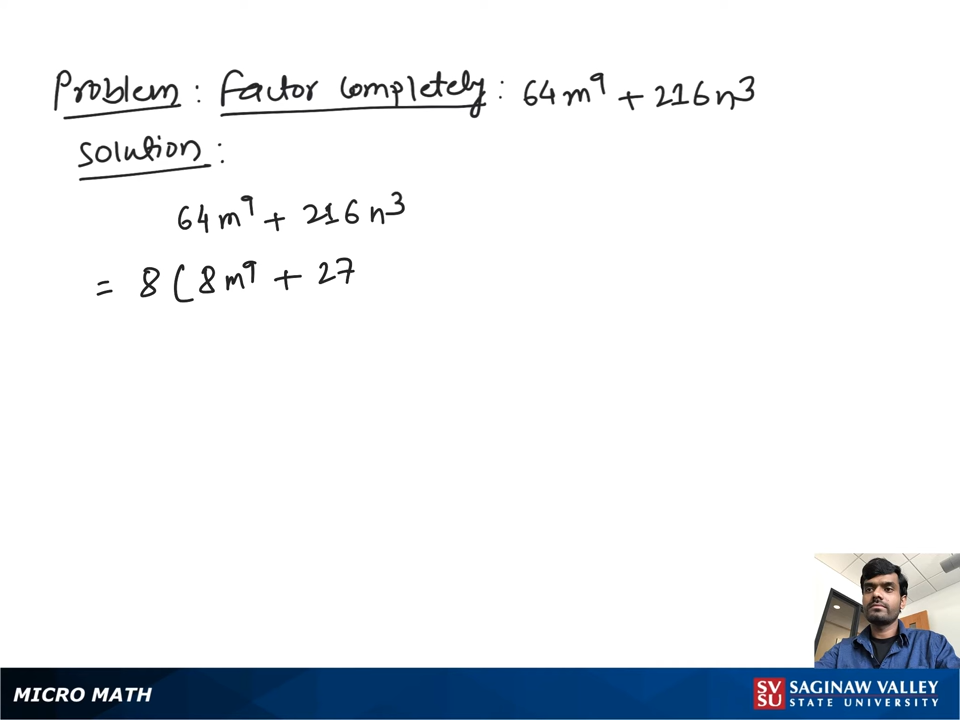 Problem : Factor completely : 64m⁹ + 216n³
Solution :
64m⁹ + 216n³
= 8 ( 8m⁹ + 27
MICRO MATH
SV SU SAGINAW VALLEY
STATE UNIVERSITY